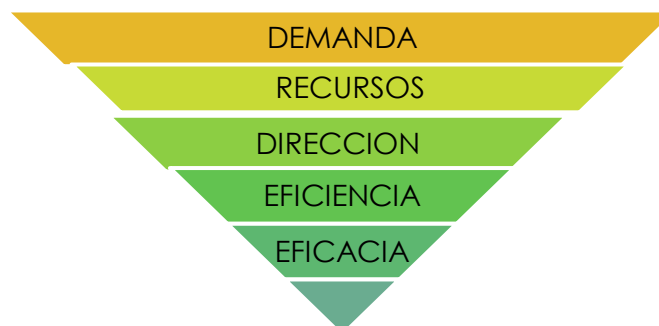 DEMANDA
RECURSOS
DIRECCION
EFICIENCIA
EFICACIA